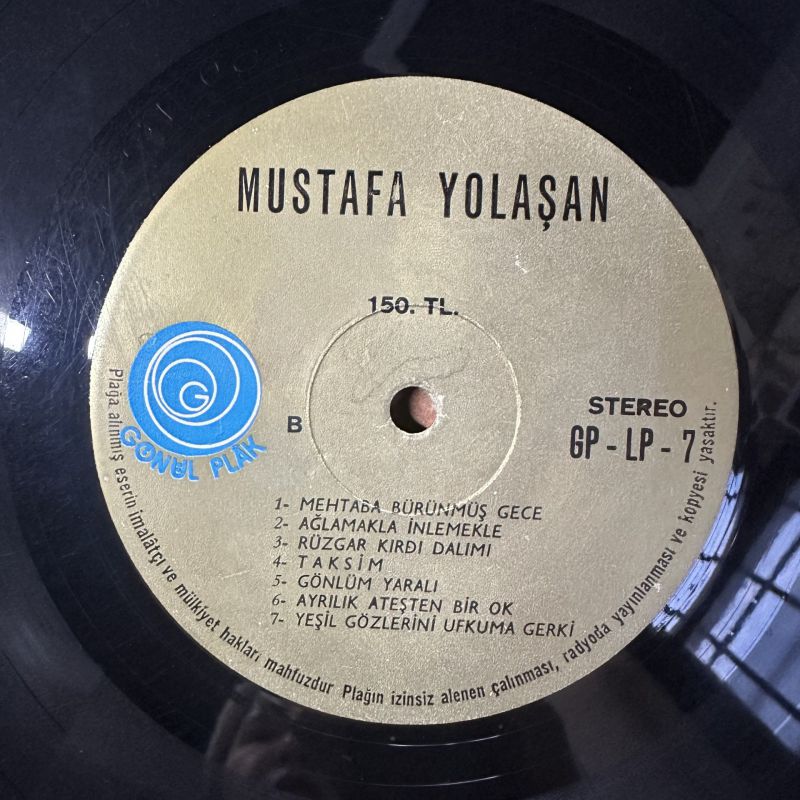 MUSTAFA YOLAŞAN
150. TL.
G
GÖNÜL PLÂK
B
STEREO
GP - LP - 7
1- MEHTABA BÜRÜNMÜŞ GECE
2- AĞLAMAKLA İNLEMEKLE
3- RÜZGAR KIRDI DALIMI
4- TAKSİM
5- GÖNLÜM YARALI
6- AYRILIK ATEŞTEN BİR OK
7- YEŞİL GÖZLERİNİ UFKUMA GERKİ
Plağa alınmış eserin imalâtçı ve mülkiyet hakları mahfuzdur Plağın izinsiz alenen çalınması, radyoda yayınlanması ve kopyesi yasaktır.